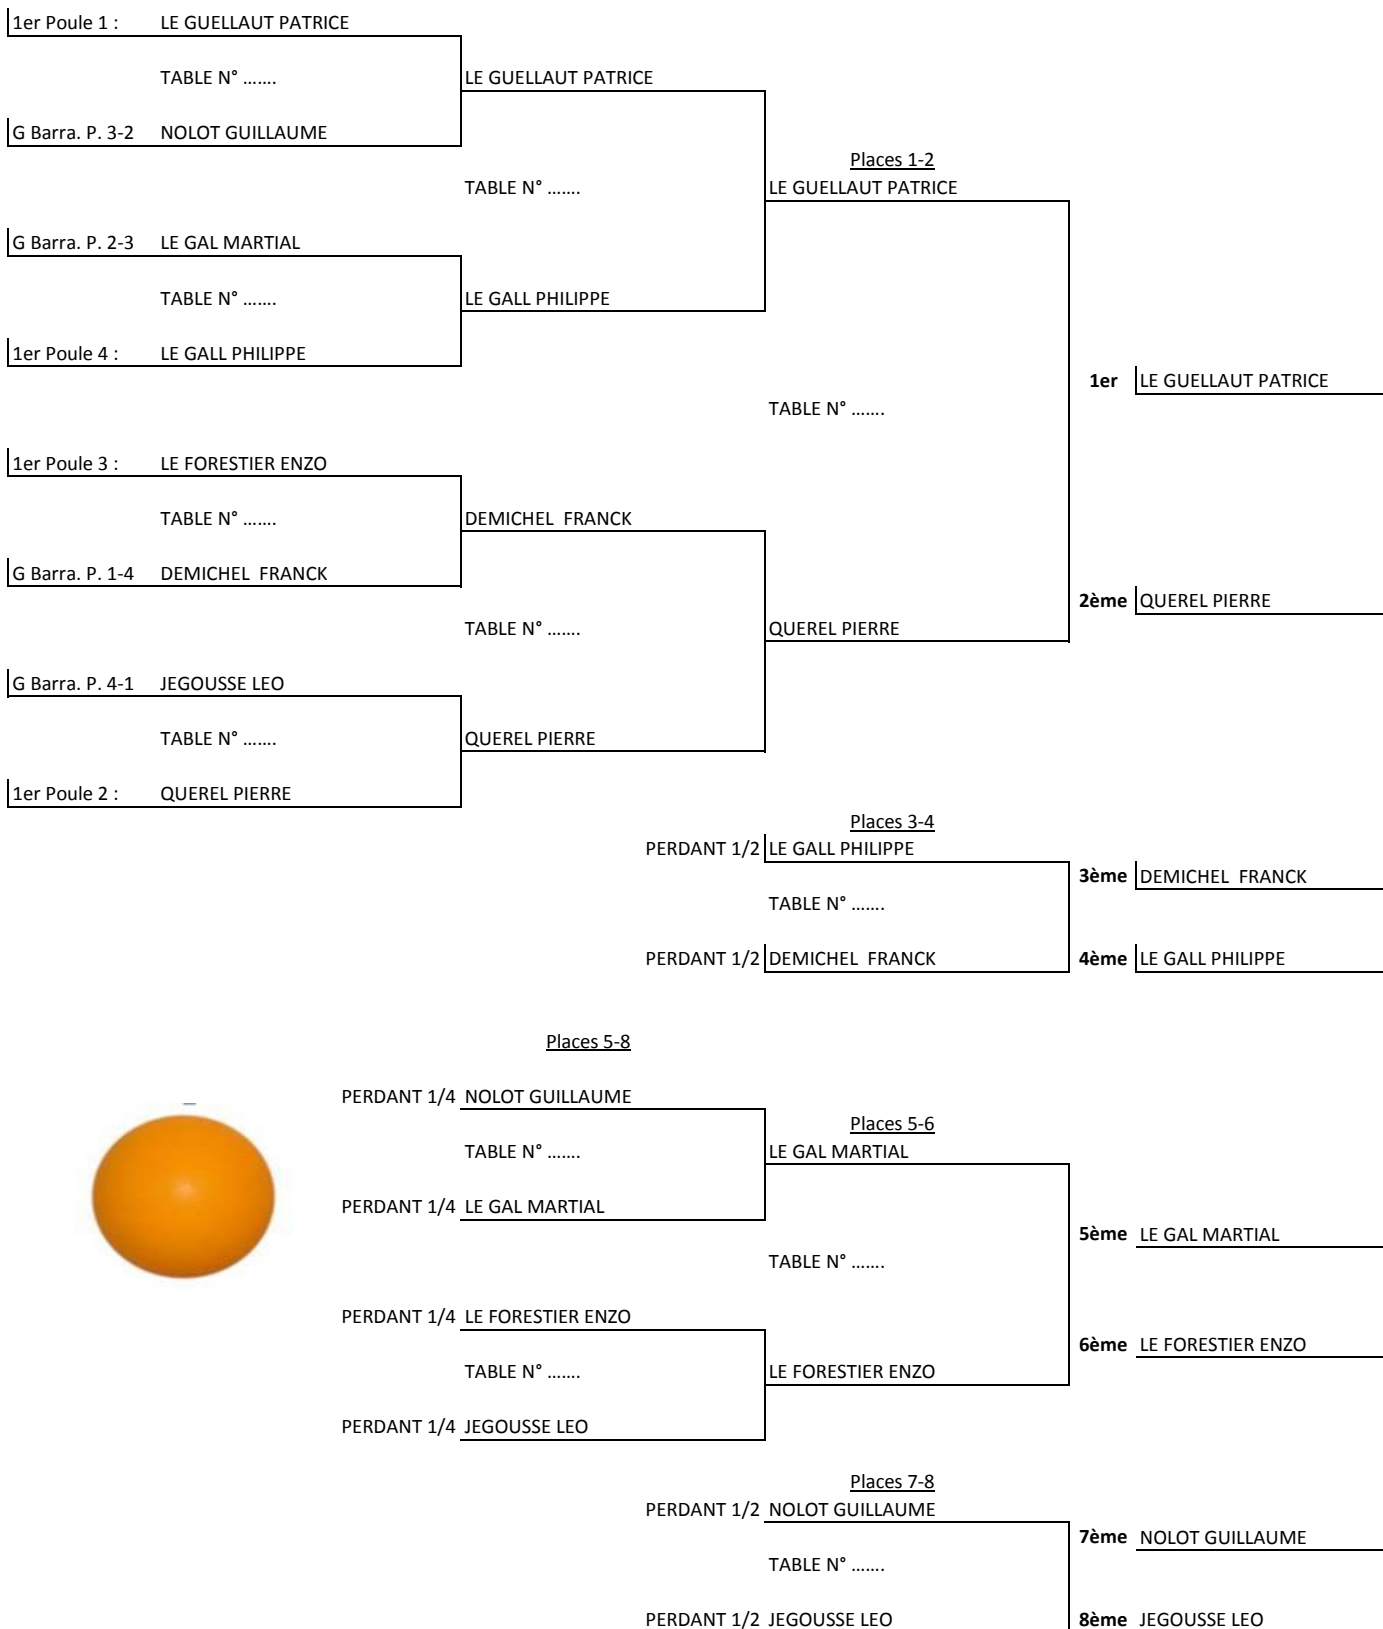 1er Poule 1 : LE GUELLAUT PATRICE
TABLE N° ....... LE GUELLAUT PATRICE
G Barra. P. 3-2 NOLOT GUILLAUME
Places 1-2
TABLE N° ....... LE GUELLAUT PATRICE
G Barra. P. 2-3 LE GAL MARTIAL
TABLE N° ....... LE GALL PHILIPPE
1er Poule 4 : LE GALL PHILIPPE
1er LE GUELLAUT PATRICE
TABLE N° .......
1er Poule 3 : LE FORESTIER ENZO
TABLE N° ....... DEMICHEL  FRANCK
G Barra. P. 1-4 DEMICHEL  FRANCK
2ème QUEREL PIERRE
TABLE N° ....... QUEREL PIERRE
G Barra. P. 4-1 JEGOUSSE LEO
TABLE N° ....... QUEREL PIERRE
1er Poule 2 : QUEREL PIERRE
Places 3-4
PERDANT 1/2 LE GALL PHILIPPE
3ème DEMICHEL  FRANCK
TABLE N° .......
PERDANT 1/2 DEMICHEL  FRANCK 4ème LE GALL PHILIPPE
Places 5-8
PERDANT 1/4 NOLOT GUILLAUME
Places 5-6
TABLE N° ....... LE GAL MARTIAL
PERDANT 1/4 LE GAL MARTIAL
5ème LE GAL MARTIAL
TABLE N° .......
PERDANT 1/4 LE FORESTIER ENZO
6ème LE FORESTIER ENZO
TABLE N° ....... LE FORESTIER ENZO
PERDANT 1/4 JEGOUSSE LEO
Places 7-8
PERDANT 1/2 NOLOT GUILLAUME
7ème NOLOT GUILLAUME
TABLE N° .......
PERDANT 1/2 JEGOUSSE LEO 8ème JEGOUSSE LEO